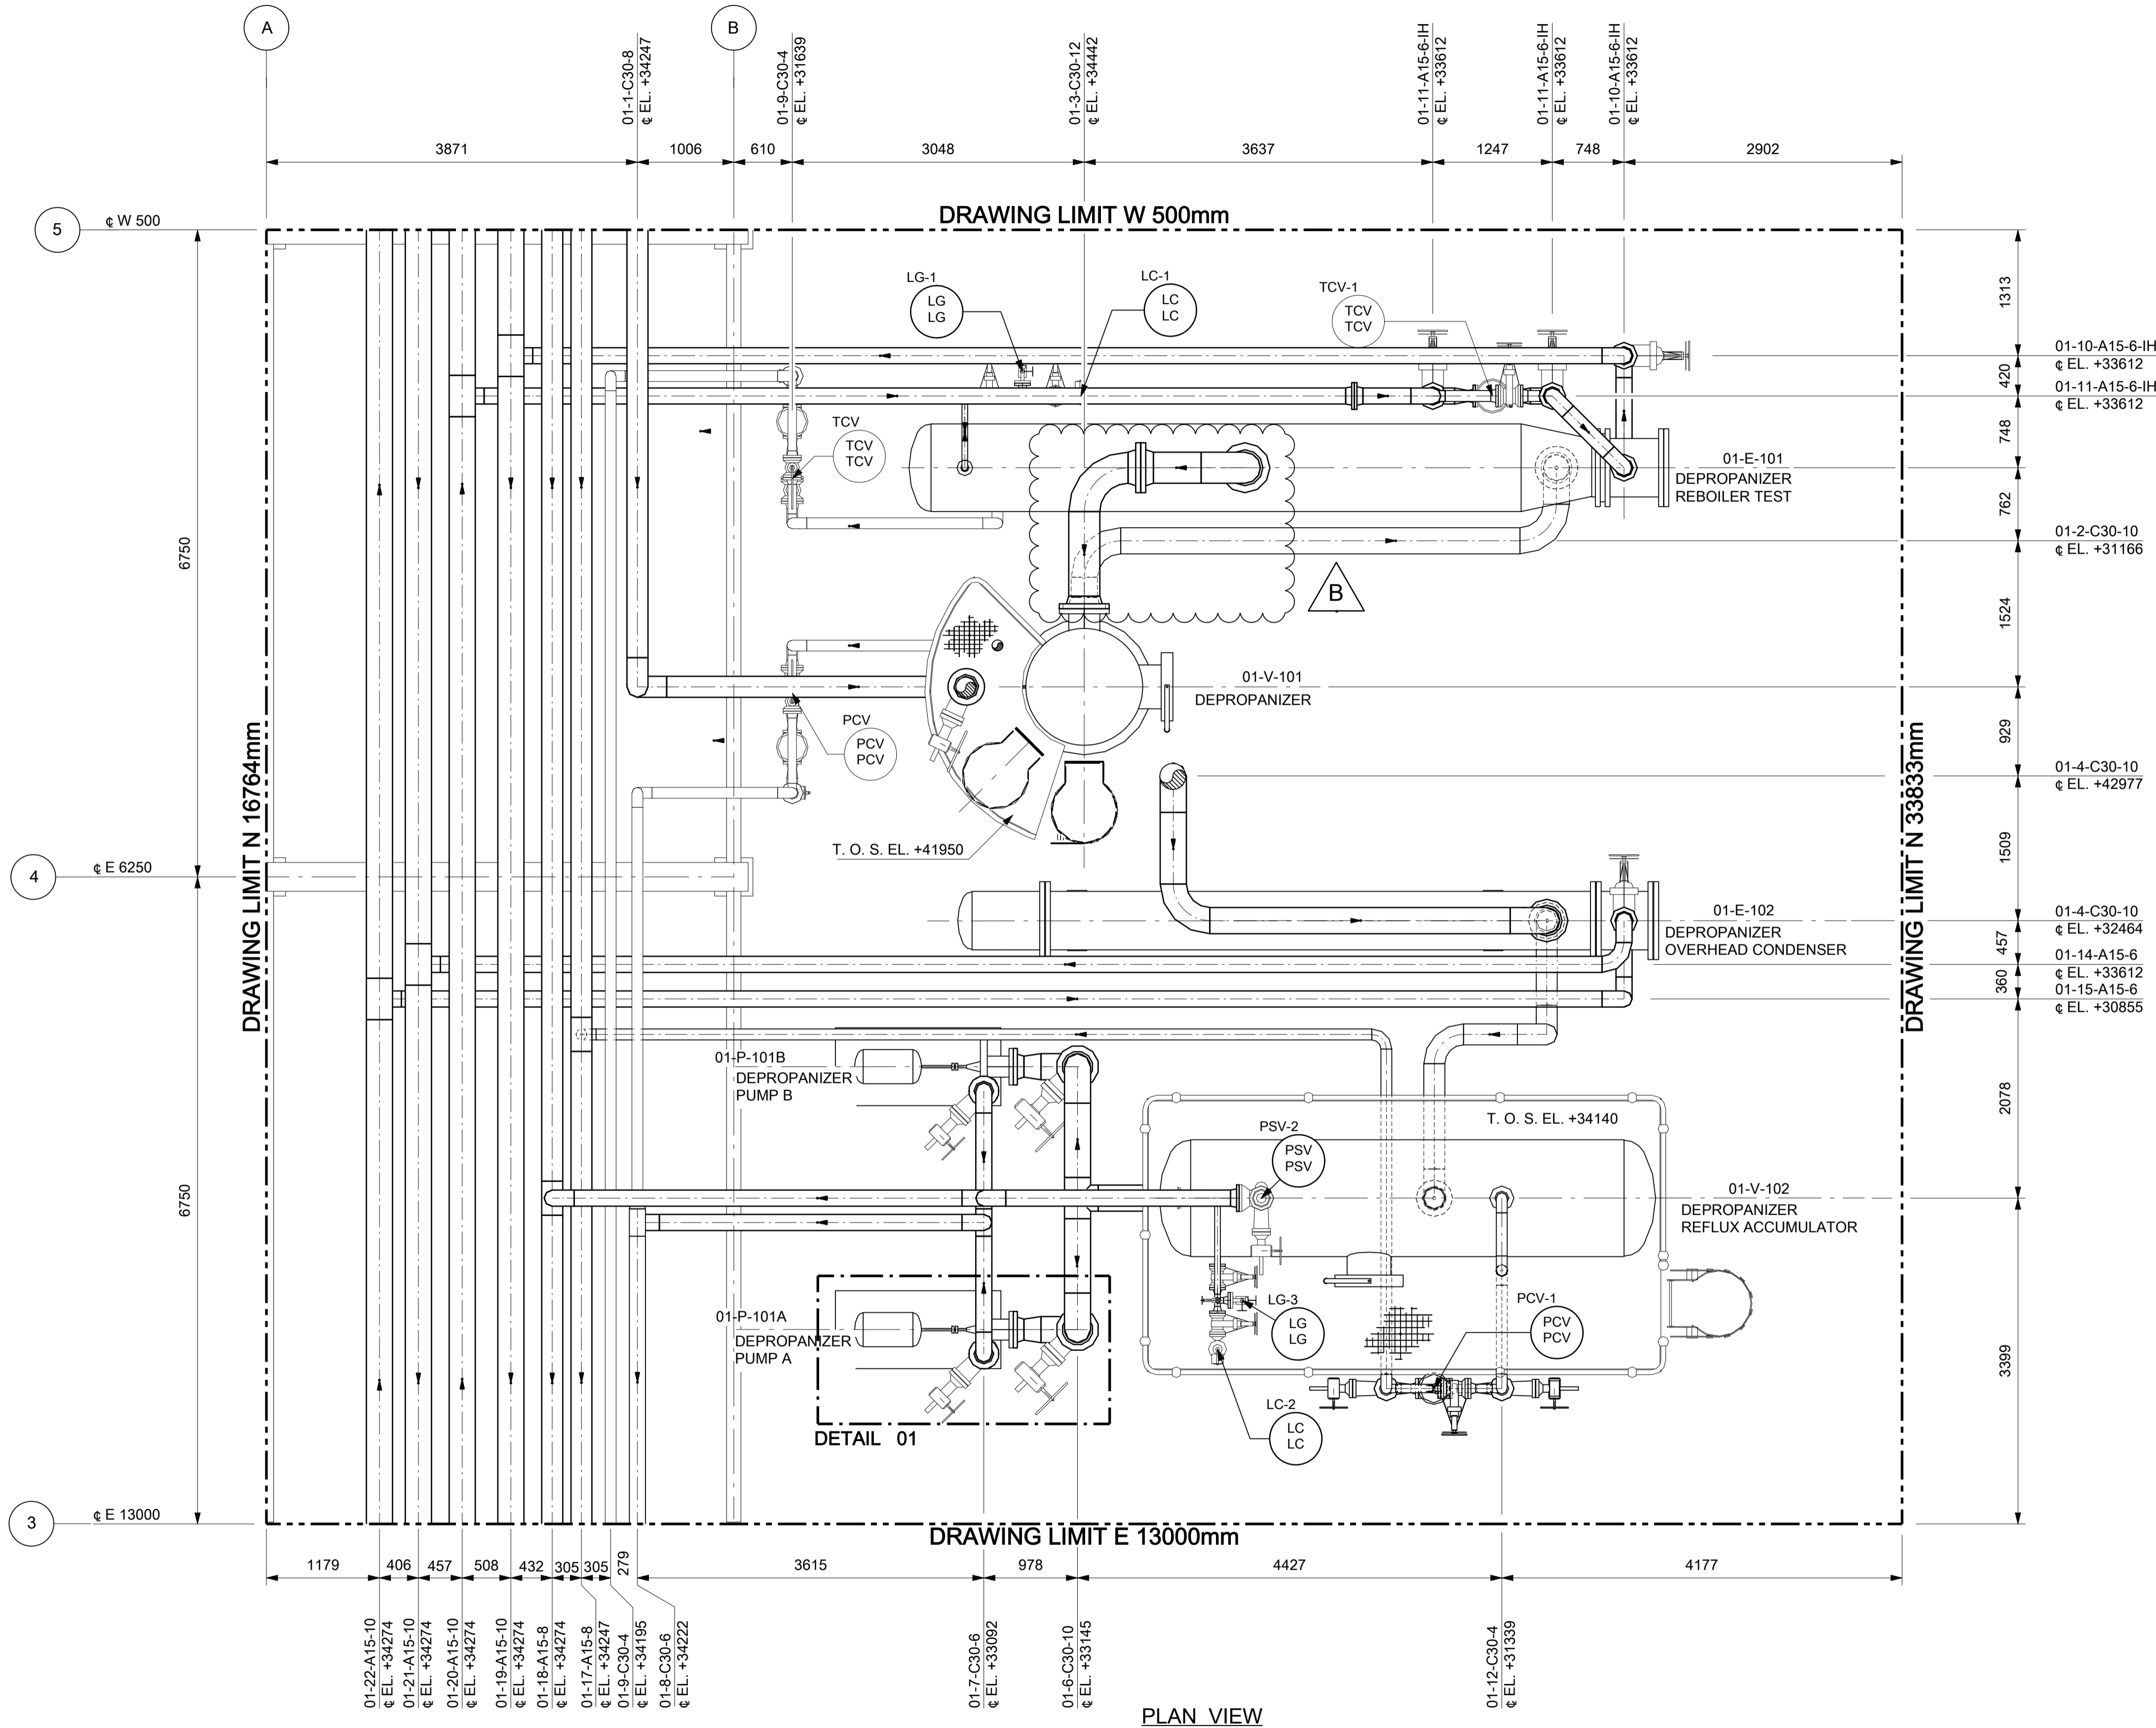 A
B
01-1-C30-8
℄ EL. +34247
01-9-C30-4
℄ EL. +31639
01-3-C30-12
℄ EL. +34442
01-11-A15-6-IH
℄ EL. +33612
01-11-A15-6-IH
℄ EL. +33612
01-10-A15-6-IH
℄ EL. +33612
3871
1006
610
3048
3637
1247
748
2902
DRAWING LIMIT W 500mm
5
℄ W 500
LG-1
LG
LG
LC-1
LC
LC
TCV-1
TCV
TCV
1313
01-10-A15-6-IH
℄ EL. +33612
420
01-11-A15-6-IH
℄ EL. +33612
748
TCV
TCV
TCV
01-E-101
DEPROPANIZER
REBOILER TEST
762
01-2-C30-10
℄ EL. +31166
6750
B
1524
01-V-101
DEPROPANIZER
PCV
PCV
PCV
929
01-4-C30-10
℄ EL. +42977
DRAWING LIMIT N 16764mm
DRAWING LIMIT N 33833mm
T. O. S. EL. +41950
1509
4
℄ E 6250
01-E-102
DEPROPANIZER
OVERHEAD CONDENSER
01-4-C30-10
℄ EL. +32464
457
01-14-A15-6
℄ EL. +33612
360
01-15-A15-6
℄ EL. +30855
01-P-101B
DEPROPANIZER
PUMP B
2078
T. O. S. EL. +34140
PSV-2
PSV
PSV
01-V-102
DEPROPANIZER
REFLUX ACCUMULATOR
6750
01-P-101A
DEPROPANIZER
PUMP A
LG-3
LG
LG
PCV-1
PCV
PCV
3399
LC-2
LC
LC
DETAIL 01
3
℄ E 13000
DRAWING LIMIT E 13000mm
1179
406
457
508
432
305
305
279
3615
978
4427
4177
01-22-A15-10
℄ EL. +34274
01-21-A15-10
℄ EL. +34274
01-20-A15-10
℄ EL. +34274
01-19-A15-10
℄ EL. +34274
01-18-A15-8
℄ EL. +34274
01-17-A15-8
℄ EL. +34247
01-9-C30-4
℄ EL. +34195
01-8-C30-6
℄ EL. +34222
01-7-C30-6
℄ EL. +33092
01-6-C30-10
℄ EL. +33145
01-12-C30-4
℄ EL. +31339
PLAN VIEW